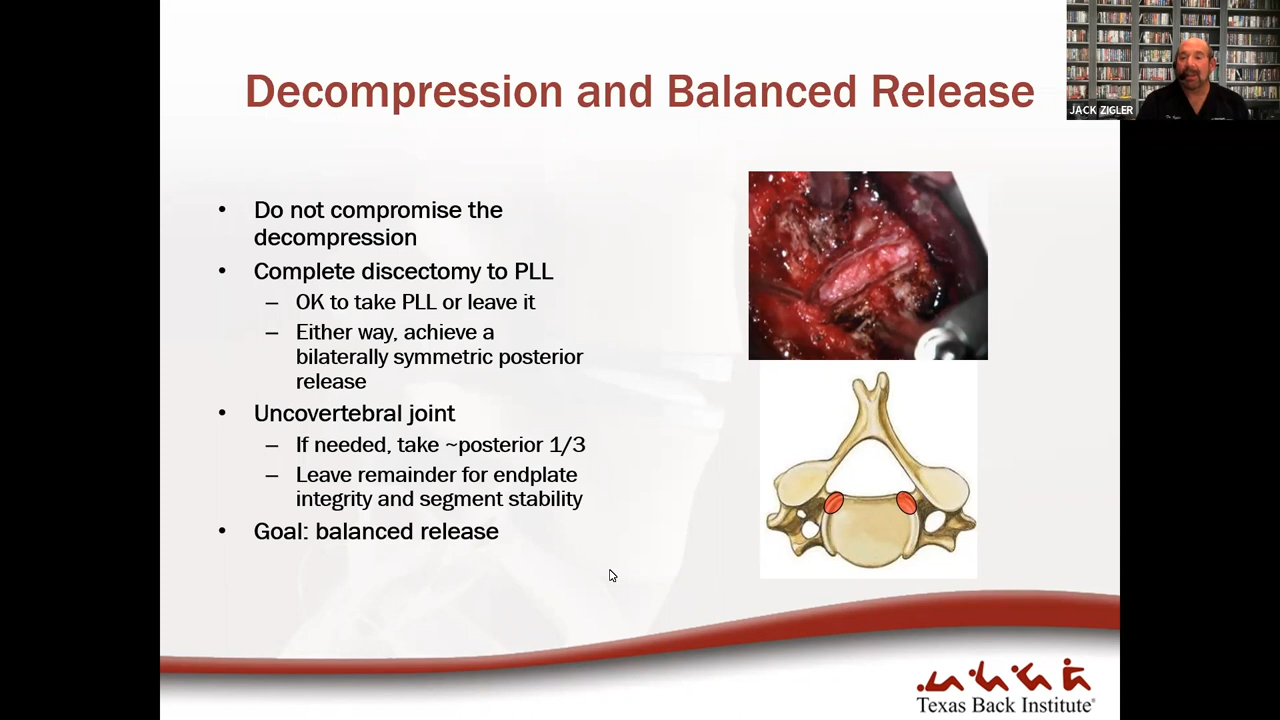 Decompression and Balanced Release
JACK ZIGLER
• Do not compromise the
decompression
• Complete discectomy to PLL
– OK to take PLL or leave it
– Either way, achieve a
bilaterally symmetric posterior
release
• Uncovertebral joint
– If needed, take ~posterior 1/3
– Leave remainder for endplate
integrity and segment stability
• Goal: balanced release
Texas Back Institute®